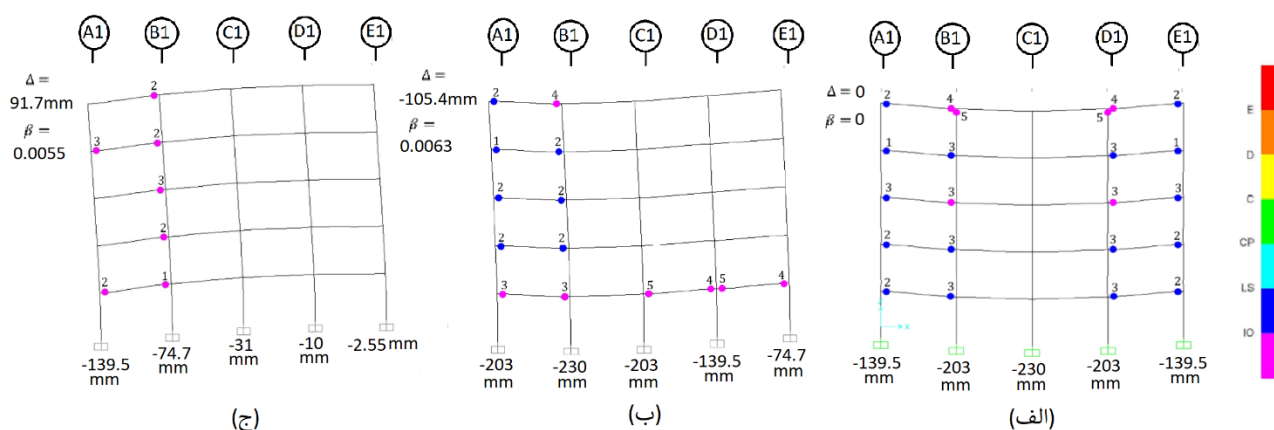 A1 B1 C1 D1 E1
Δ =
91.7mm
β =
0.0055
2
3 2
3
2
2 1
-139.5 mm
-74.7 mm
-31 mm
-10 mm
-2.55 mm
(ج)
A1 B1 C1 D1 E1
Δ =
-105.4mm
β =
0.0063
2 4
1 2
2 2
2 2
3 3 5 4 5 4
-203 mm
-230 mm
-203 mm
-139.5 mm
-74.7 mm
(ب)
A1 B1 C1 D1 E1
Δ = 0
β = 0
2 4 5 5 4 2
1 3 3 1
3 3 3 3
2 3 3 2
2 3 3 2
x
-139.5 mm
-203 mm
-230 mm
-203 mm
-139.5 mm
(الف)
E
D
C
CP
LS
IO